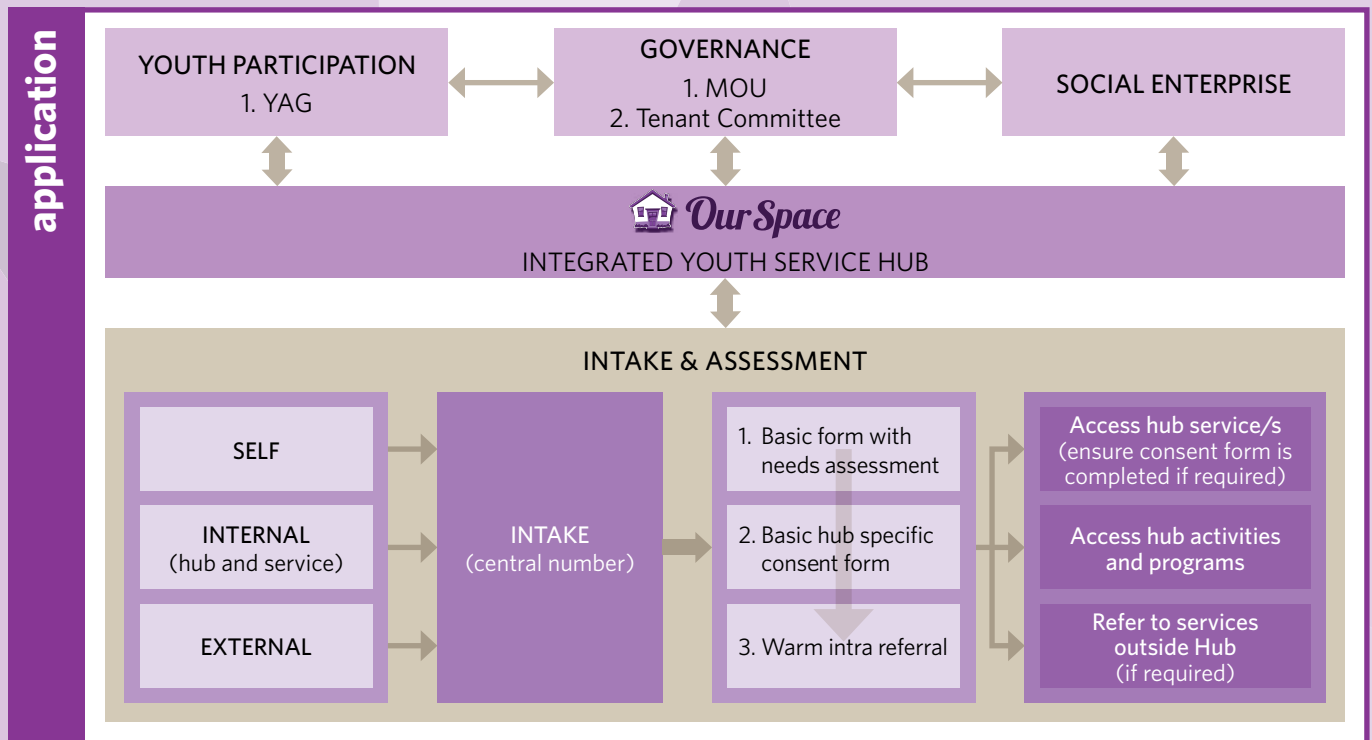 application
YOUTH PARTICIPATION
1. YAG
GOVERNANCE
1. MOU
2. Tenant Committee
SOCIAL ENTERPRISE
OurSpace
INTEGRATED YOUTH SERVICE HUB
INTAKE & ASSESSMENT
SELF
INTERNAL
(hub and service)
EXTERNAL
INTAKE
(central number)
1. Basic form with
needs assessment
2. Basic hub specific
consent form
3. Warm intra referral
Access hub service/s
(ensure consent form is
completed if required)
Access hub activities
and programs
Refer to services
outside Hub
(if required)